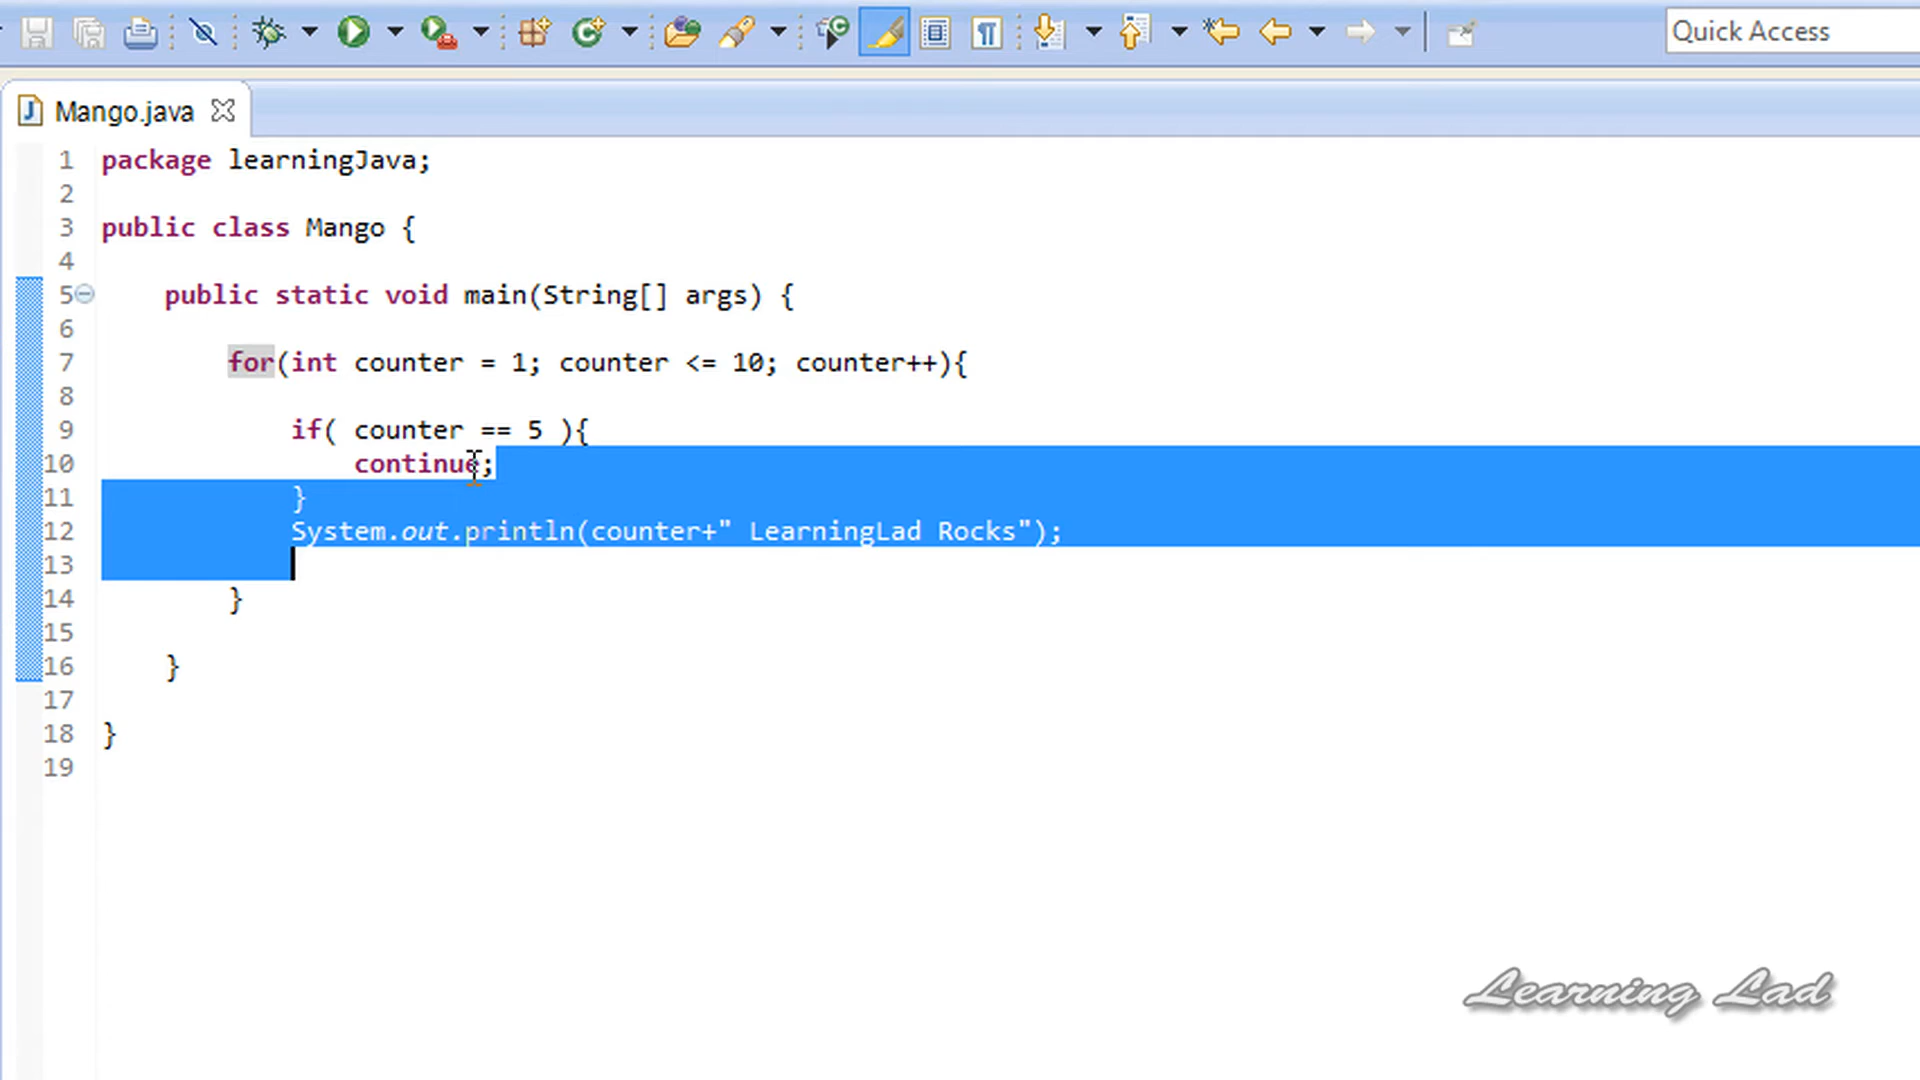 Quick Access
Mango.java
1 package learningJava;
2
3 public class Mango {
4
5 public static void main(String[] args) {
6
7 for(int counter = 1; counter <= 10; counter++){
8
9 if( counter == 5 ){
10 continue;
11 }
12 System.out.println(counter+" LearningLad Rocks");
13
14 }
15
16 }
17
18 }
19
Learning Lad